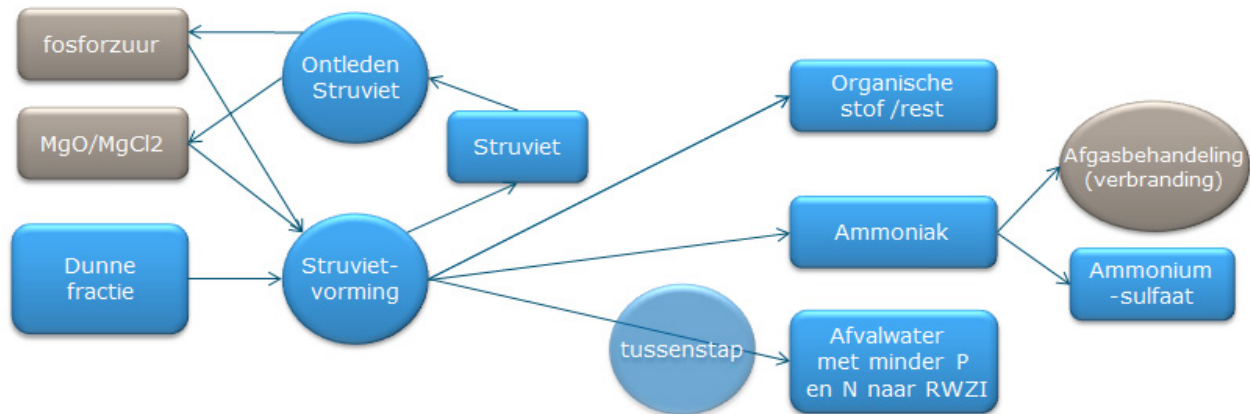 fosforzuur
MgO/MgCl2
Dunne
fractie
Ontleden
Struviet
Struviet
Struviet-
vorming
Organische
stof /rest
Ammoniak
tussenstap
Afvalwater
met minder P
en N naar RWZI
Afgasbehandeling
(verbranding)
Ammonium
-sulfaat